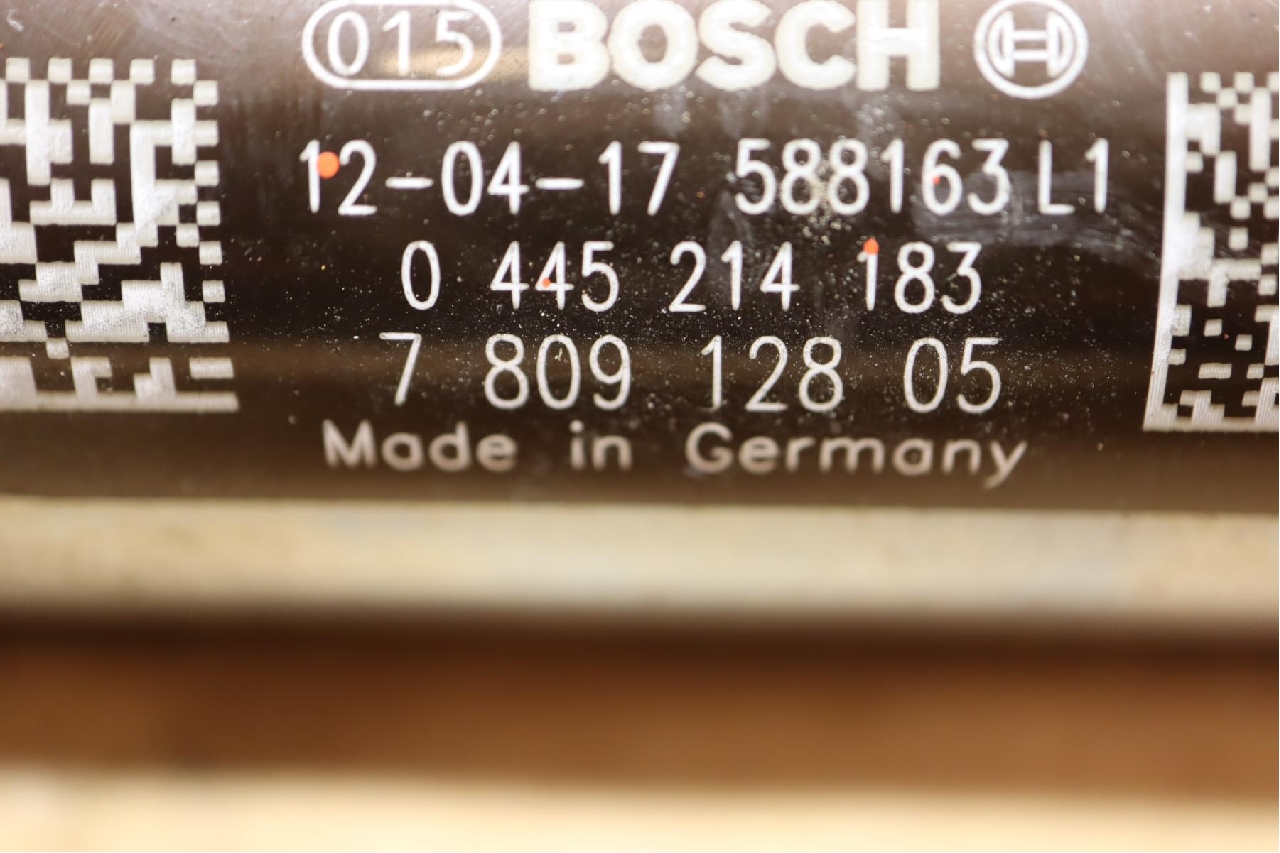 015 BOSCH
12-04-17 588163 L1
0 445 214 183
7 809 128 05
Made in Germany